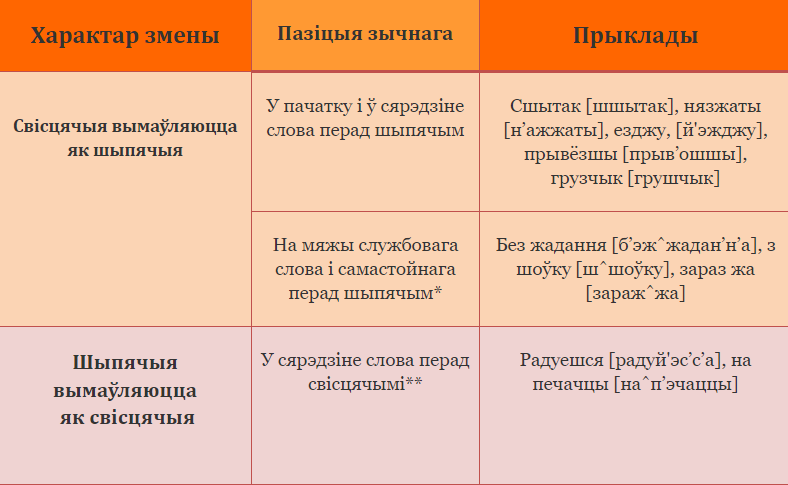 Характар змены
Пазіцыя зычнага
Прыклады
Свісцячыя вымаўляюцца
як шыпячыя
У пачатку і ў сярэдзіне
слова перад шыпячым
Сшытак [шшытак], нязжаты
[н’ажжаты], езджу, [й'эжджу],
прывёзшы [прыв’ошшы],
грузчык [грушчык]
На мяжы службовага
слова і самастойнага
перад шыпячым*
Без жадання [б’эж˄жадан’н’а], з
шоўку [ш˄шоўку], зараз жа
[зараж˄жа]
Шыпячыя
вымаўляюцца
як свісцячыя
У сярэдзіне слова перад
свісцячымі**
Радуешся [радуй'эс’с’а], на
печачцы [на˄п’эчаццы]